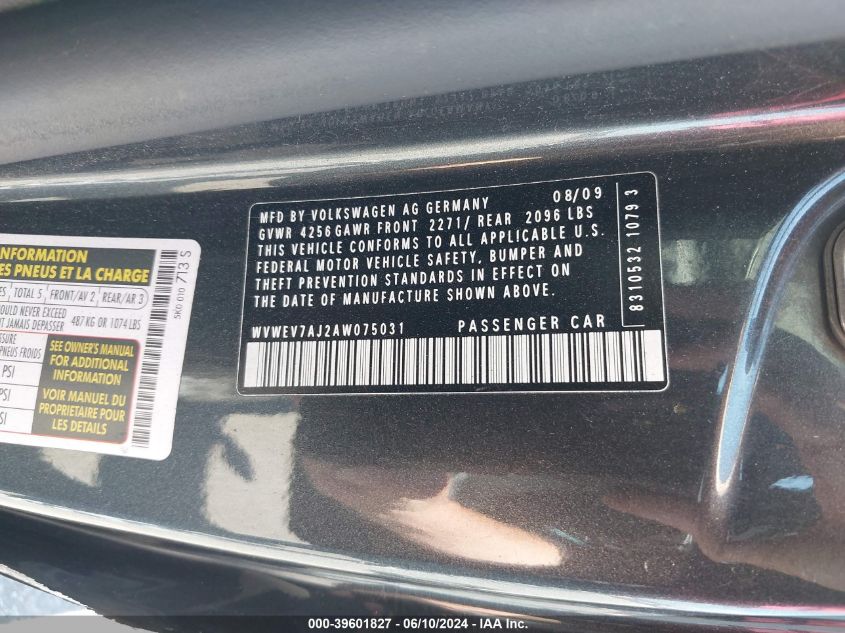 MFD BY VOLKSWAGEN AG GERMANY 08/09
GVWR 4256 GAWR FRONT 2271/ REAR 2096 LBS
THIS VEHICLE CONFORMS TO ALL APPLICABLE U.S.
FEDERAL MOTOR VEHICLE SAFETY, BUMPER AND
THEFT PREVENTION STANDARDS IN EFFECT ON
THE DATE OF MANUFACTURE SHOWN ABOVE.
WVWEV7AJ2AW075031 PASSENGER CAR
8310532 1079 3
INFORMATION
ES PNEUS ET LA CHARGE
TOTAL 5 FRONT/AV 2 REAR/AR 3
OULD NEVER EXCEED
T JAMAIS DEPASSER 487 KG OR 1074 LBS
PNEUS FROIDS
PSI
PSI
SEE OWNER'S MANUAL
FOR ADDITIONAL
INFORMATION
VOIR MANUEL DU
PROPRIETAIRE POUR
LES DETAILS
5K0 010 713 S
000-39601827 - 06/10/2024 - IAA Inc.